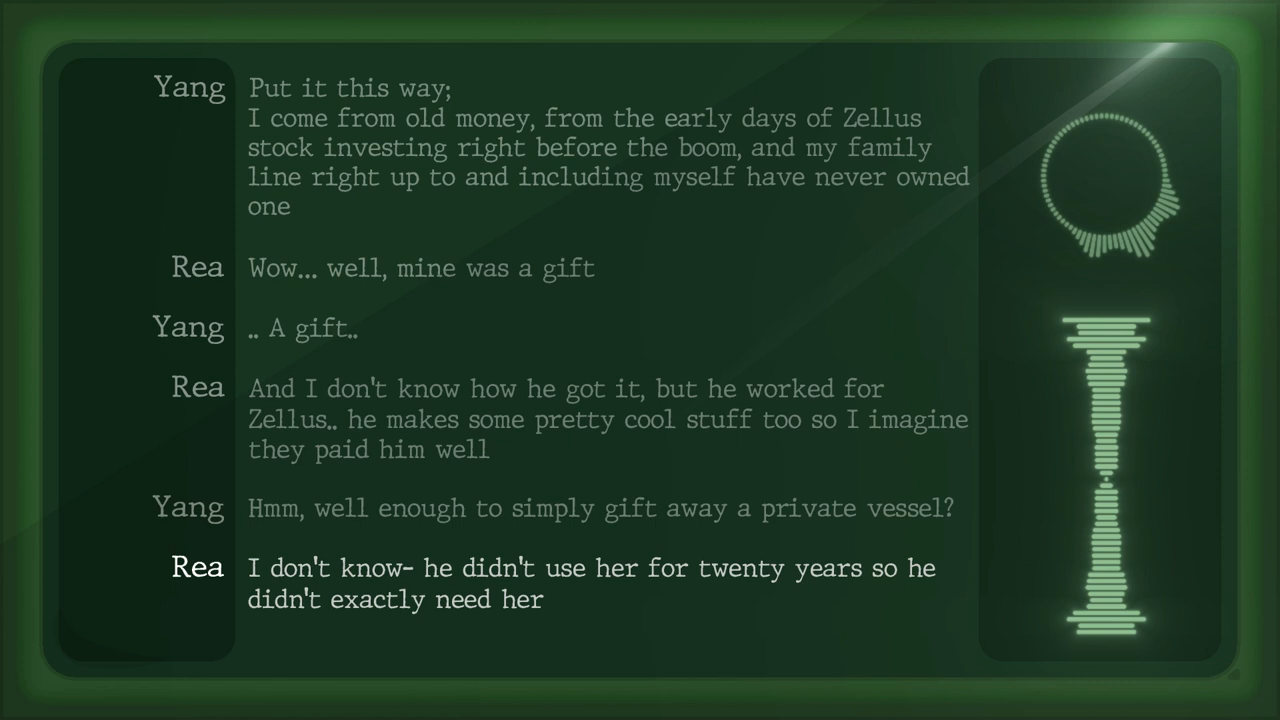 Yang Put it this way;
I come from old money, from the early days of Zellus
stock investing right before the boom, and my family
line right up to and including myself have never owned
one
Rea Wow... well, mine was a gift
Yang .. A gift..
Rea And I don't know how he got it, but he worked for
Zellus.. he makes some pretty cool stuff too so I imagine
they paid him well
Yang Hmm, well enough to simply gift away a private vessel?
Rea I don't know- he didn't use her for twenty years so he
didn't exactly need her